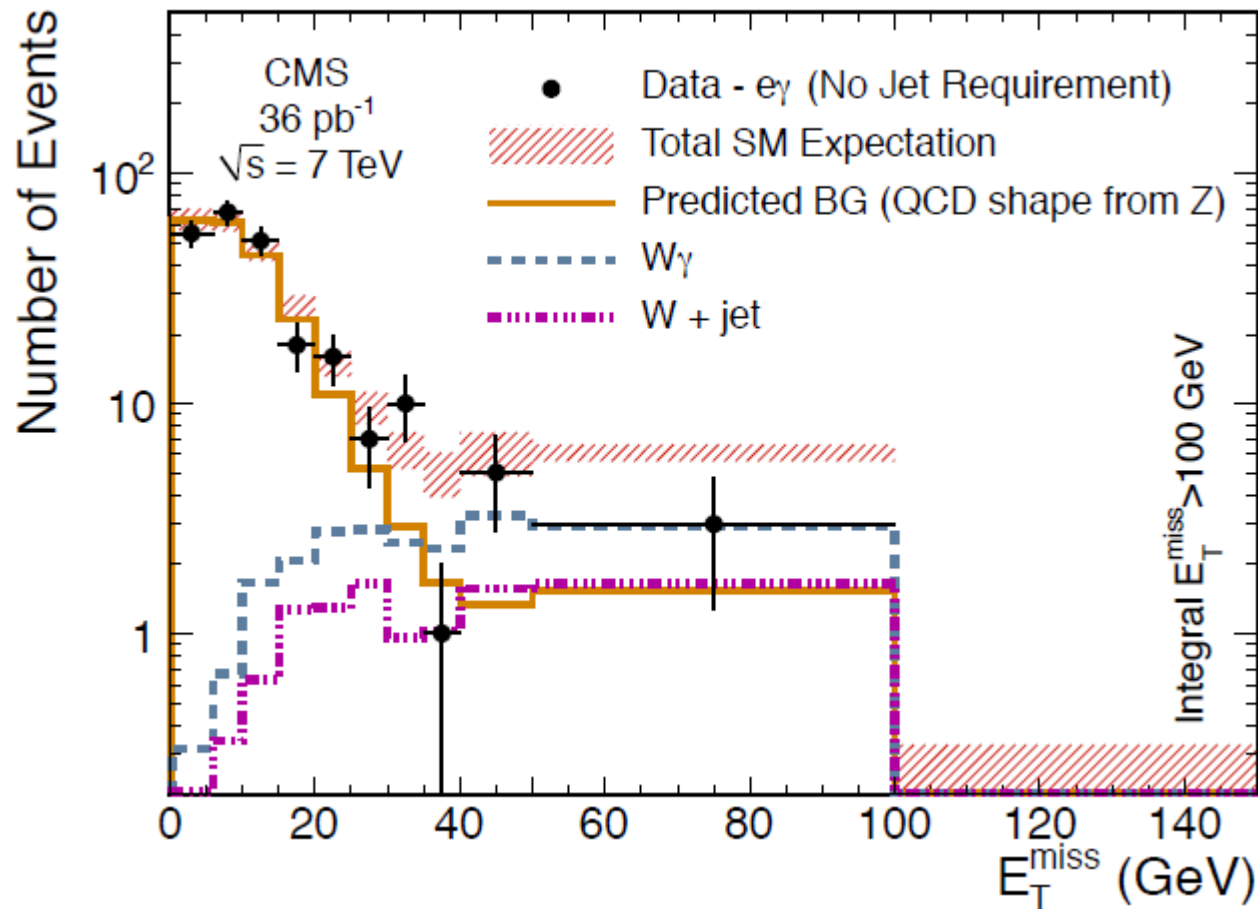 Number of Events
CMS
36 pb⁻¹
√s = 7 TeV
Data - eγ (No Jet Requirement)
Total SM Expectation
Predicted BG (QCD shape from Z)
Wγ
W + jet
10²
10
1
Integral E_T^miss>100 GeV
0 20 40 60 80 100 120 140
E_T^miss (GeV)